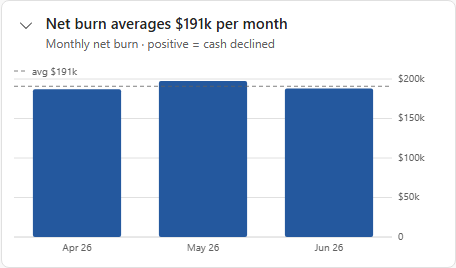 Net burn averages $191k per month
Monthly net burn · positive = cash declined
avg $191k
$200k
$150k
$100k
$50k
0
Apr 26
May 26
Jun 26